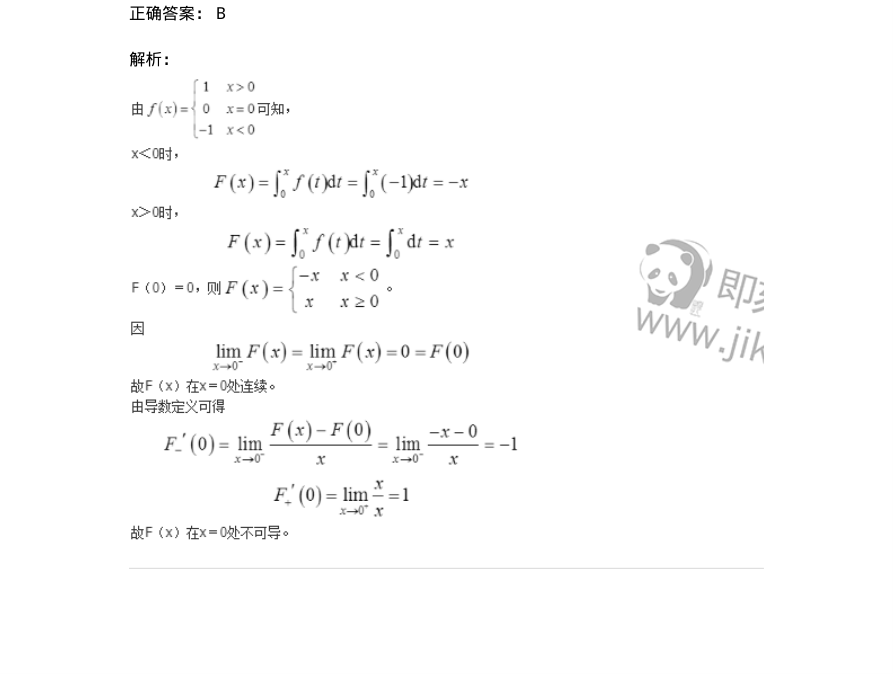 正确答案： B
解析：
由 f(x)= { 1 x>0
0 x=0 可知，
-1 x<0
x＜0时，
F(x)=∫₀ˣ f(t)dt=∫₀ˣ(-1)dt=-x
x＞0时，
F(x)=∫₀ˣ f(t)dt=∫₀ˣ dt=x
F（0）=0，则 F(x)= { -x x<0
x x≥0 。
因
lim_{x→0⁻} F(x)= lim_{x→0⁻} F(x)=0=F(0)
故F（x）在x=0处连续。
由导数定义可得
F₋′(0)= lim_{x→0⁻} (F(x)-F(0))/x = lim_{x→0⁻} (-x-0)/x =-1
F₊′(0)= lim_{x→0⁻} x/x =1
故F（x）在x=0处不可导。
即
www.jik